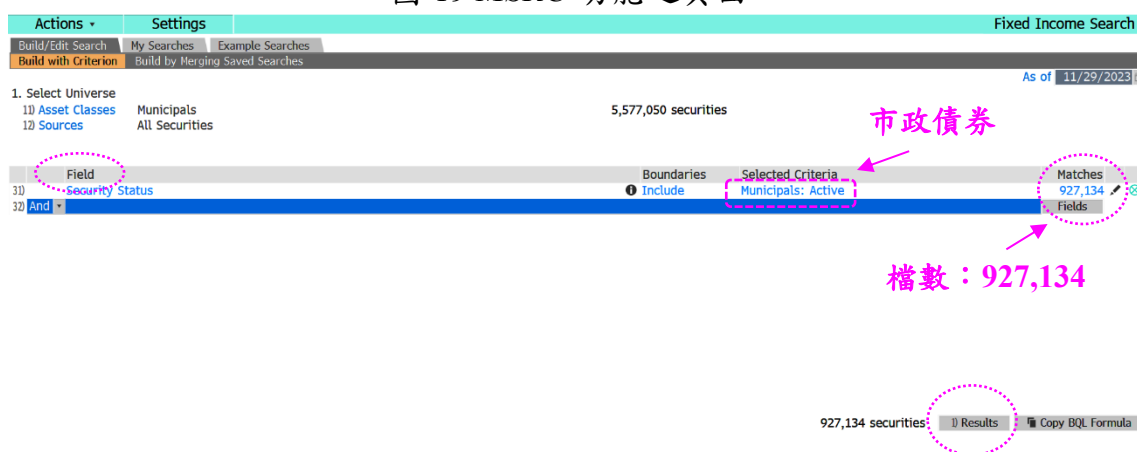 Actions Settings Fixed Income Search
Build/Edit Search My Searches Example Searches
Build with Criterion Build by Merging Saved Searches
As of 11/29/2023
1. Select Universe
11) Asset Classes Municipals 5,577,050 securities
12) Sources All Securities
市政債券
Field Boundaries Selected Criteria Matches
31) Security Status Include Municipals: Active 927,134
32) And Fields
檔數：927,134
927,134 securities 1) Results Copy BQL Formula